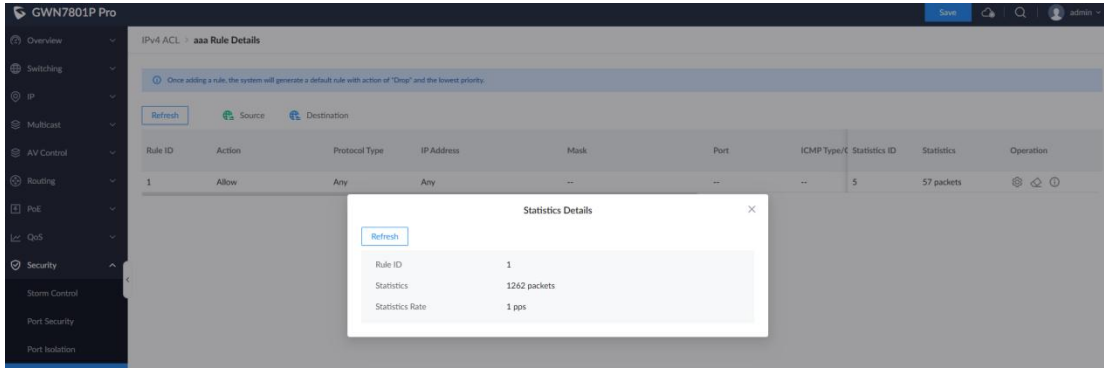 GWN7801P Pro
Save
admin
Overview
Switching
IP
Multicast
AV Control
Routing
PoE
QoS
Security
Storm Control
Port Security
Port Isolation
IPv4 ACL > aaa Rule Details
Once adding a rule, the system will generate a default rule with action of "Drop" and the lowest priority.
Refresh Source Destination
Rule ID Action Protocol Type IP Address Mask Port ICMP Type/C Statistics ID Statistics Operation
1 Allow Any Any -- -- -- 5 57 packets
Statistics Details
Refresh
Rule ID 1
Statistics 1262 packets
Statistics Rate 1 pps